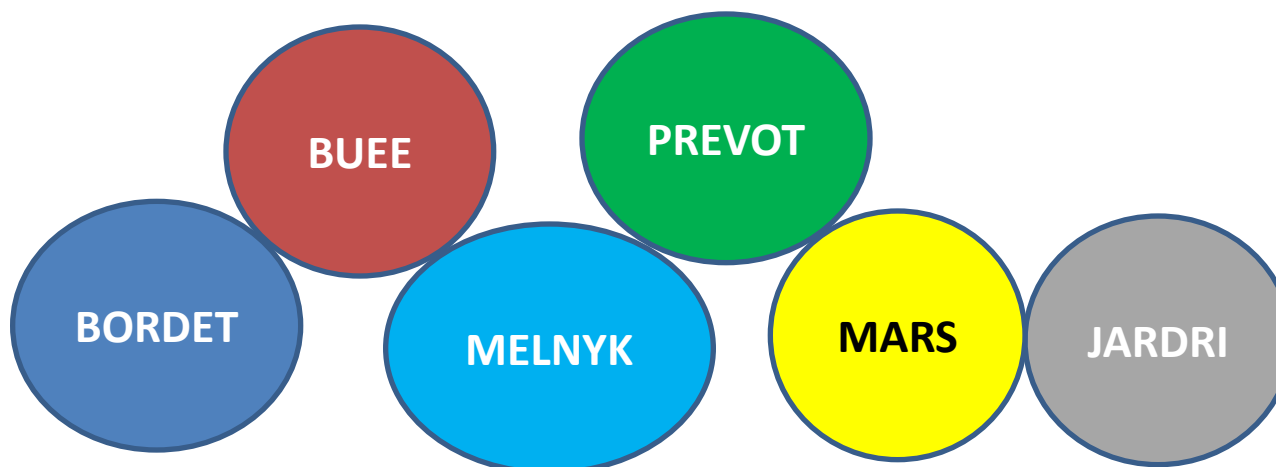 BUEE
PREVOT
BORDET
MELNYK
MARS
JARDRI